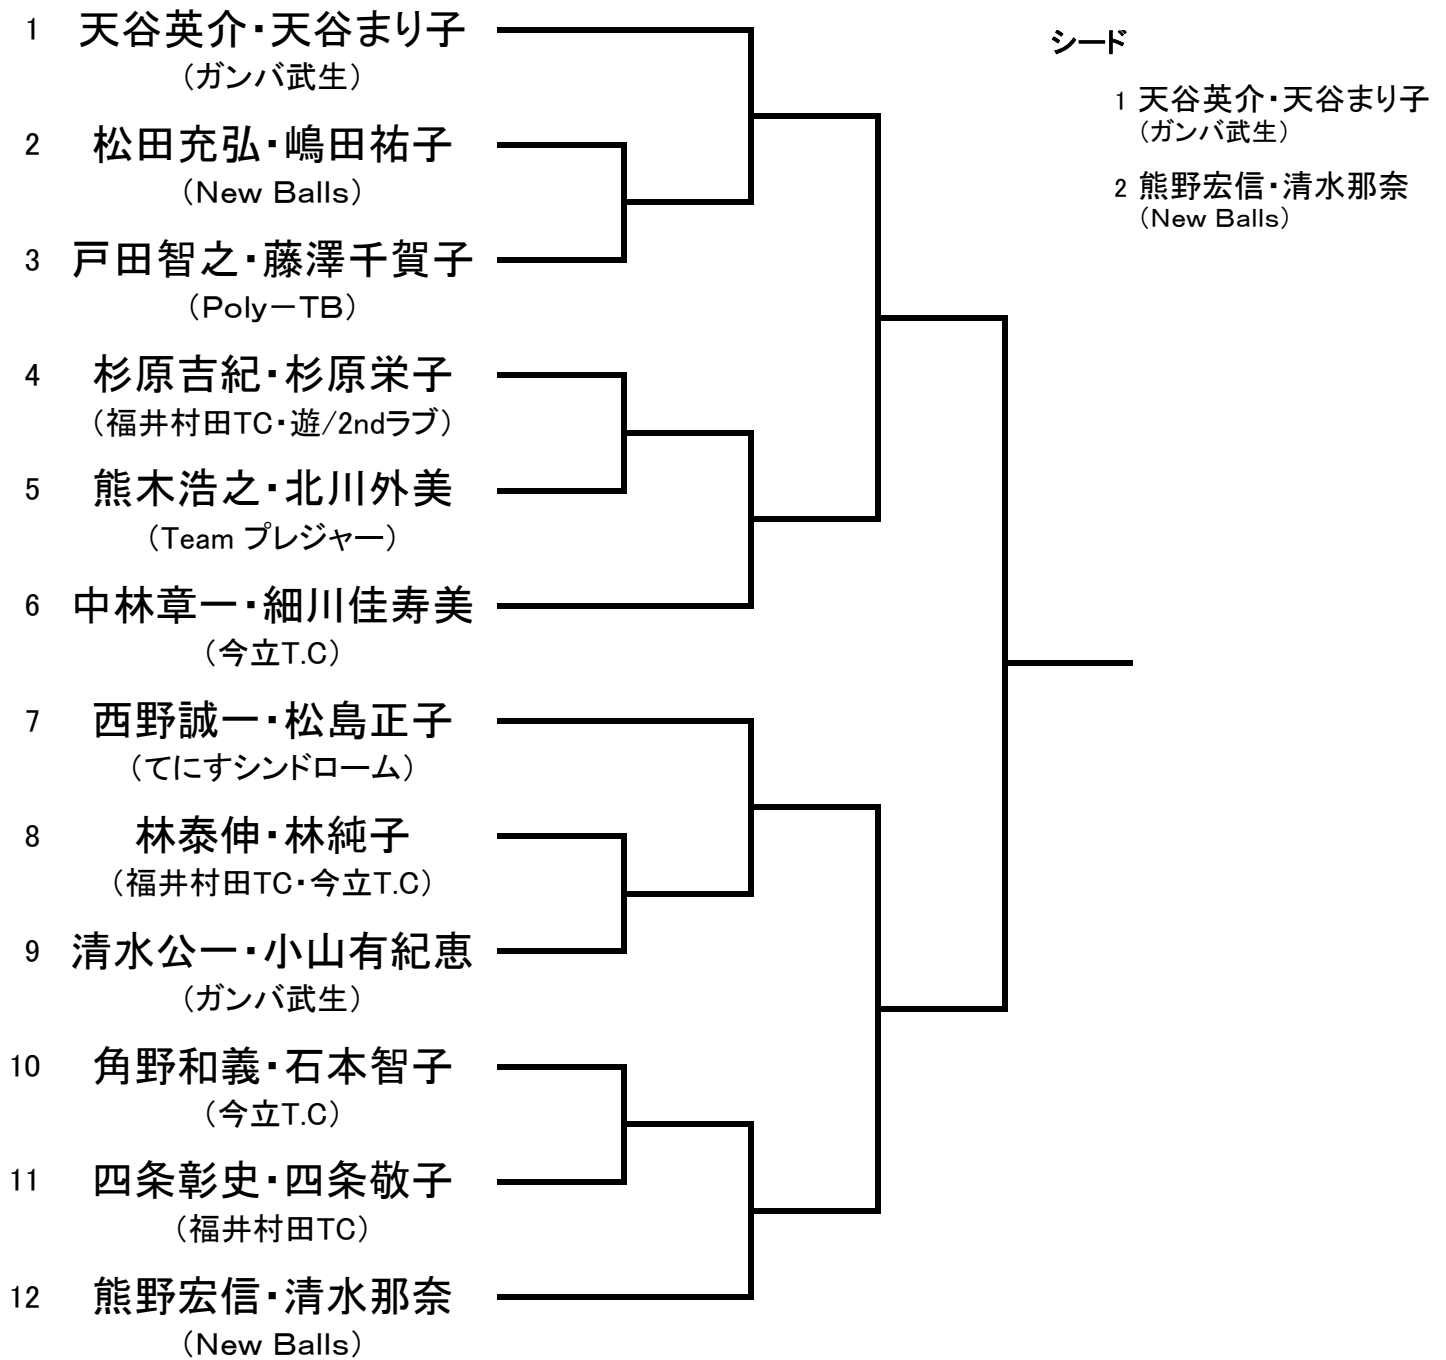 1 天谷英介・天谷まり子
(ガンバ武生)
2 松田充弘・嶋田祐子
(New Balls)
3 戸田智之・藤澤千賀子
(Poly－TB)
4 杉原吉紀・杉原栄子
(福井村田TC・遊/2ndラブ)
5 熊木浩之・北川外美
(Team プレジャー)
6 中林章一・細川佳寿美
(今立T.C)
7 西野誠一・松島正子
(てにすシンドローム)
8 林泰伸・林純子
(福井村田TC・今立T.C)
9 清水公一・小山有紀恵
(ガンバ武生)
10 角野和義・石本智子
(今立T.C)
11 四条彰史・四条敬子
(福井村田TC)
12 熊野宏信・清水那奈
(New Balls)
シード
1 天谷英介・天谷まり子
(ガンバ武生)
2 熊野宏信・清水那奈
(New Balls)